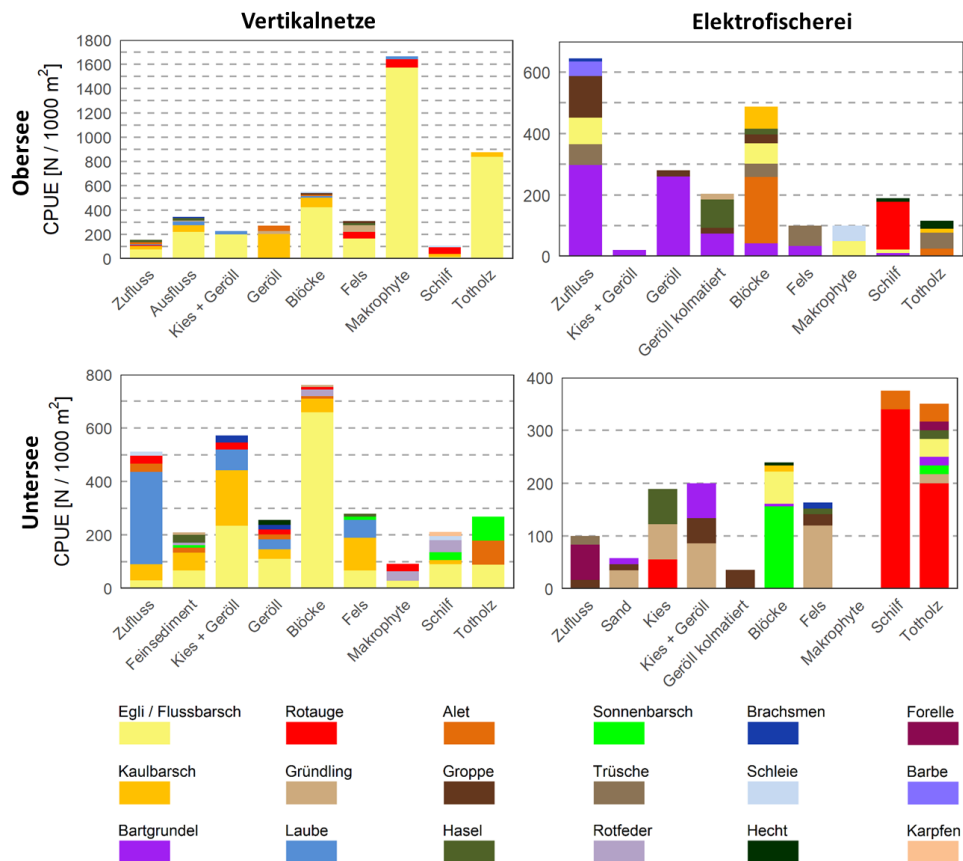 Vertikalnetze
Elektrofischerei
Obersee
CPUE [N / 1000 m²]
1800
1600
1400
1200
1000
800
600
400
200
0
Zufluss
Ausfluss
Kies + Geröll
Geröll
Blöcke
Fels
Makrophyte
Schilf
Totholz
600
400
200
0
Zufluss
Kies + Geröll
Geröll
Geröll kolmatiert
Blöcke
Fels
Makrophyte
Schilf
Totholz
Untersee
CPUE [N / 1000 m²]
800
600
400
200
0
Zufluss
Feinsediment
Kies + Geröll
Geröll
Blöcke
Fels
Makrophyte
Schilf
Totholz
400
300
200
100
0
Zufluss
Sand
Kies
Kies + Geröll
Geröll kolmatiert
Blöcke
Fels
Makrophyte
Schilf
Totholz
Egli / Flussbarsch
Rotauge
Alet
Sonnenbarsch
Brachsmen
Forelle
Kaulbarsch
Gründling
Groppe
Trüsche
Schleie
Barbe
Bartgrundel
Laube
Hasel
Rotfeder
Hecht
Karpfen